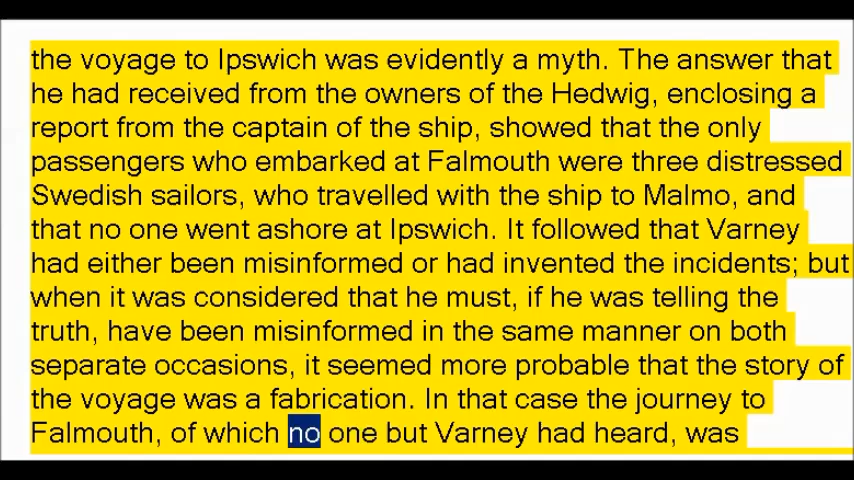 the voyage to Ipswich was evidently a myth. The answer that
he had received from the owners of the Hedwig, enclosing a
report from the captain of the ship, showed that the only
passengers who embarked at Falmouth were three distressed
Swedish sailors, who travelled with the ship to Malmo, and
that no one went ashore at Ipswich. It followed that Varney
had either been misinformed or had invented the incidents; but
when it was considered that he must, if he was telling the
truth, have been misinformed in the same manner on both
separate occasions, it seemed more probable that the story of
the voyage was a fabrication. In that case the journey to
Falmouth, of which no one but Varney had heard, was